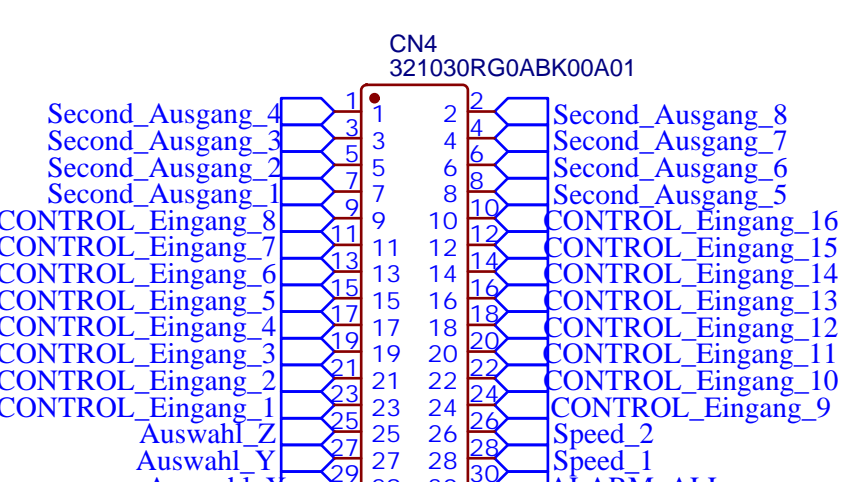 CN4
321030RG0ABK00A01
Second_Ausgang_4 1 1 2 2 Second_Ausgang_8
Second_Ausgang_3 3 3 4 4 Second_Ausgang_7
Second_Ausgang_2 5 5 6 6 Second_Ausgang_6
Second_Ausgang_1 7 7 8 8 Second_Ausgang_5
CONTROL_Eingang_8 9 9 10 10 CONTROL_Eingang_16
CONTROL_Eingang_7 11 11 12 12 CONTROL_Eingang_15
CONTROL_Eingang_6 13 13 14 14 CONTROL_Eingang_14
CONTROL_Eingang_5 15 15 16 16 CONTROL_Eingang_13
CONTROL_Eingang_4 17 17 18 18 CONTROL_Eingang_12
CONTROL_Eingang_3 19 19 20 20 CONTROL_Eingang_11
CONTROL_Eingang_2 21 21 22 22 CONTROL_Eingang_10
CONTROL_Eingang_1 23 23 24 24 CONTROL_Eingang_9
Auswahl_Z 25 25 26 26 Speed_2
Auswahl_Y 27 27 28 28 Speed_1
29 30